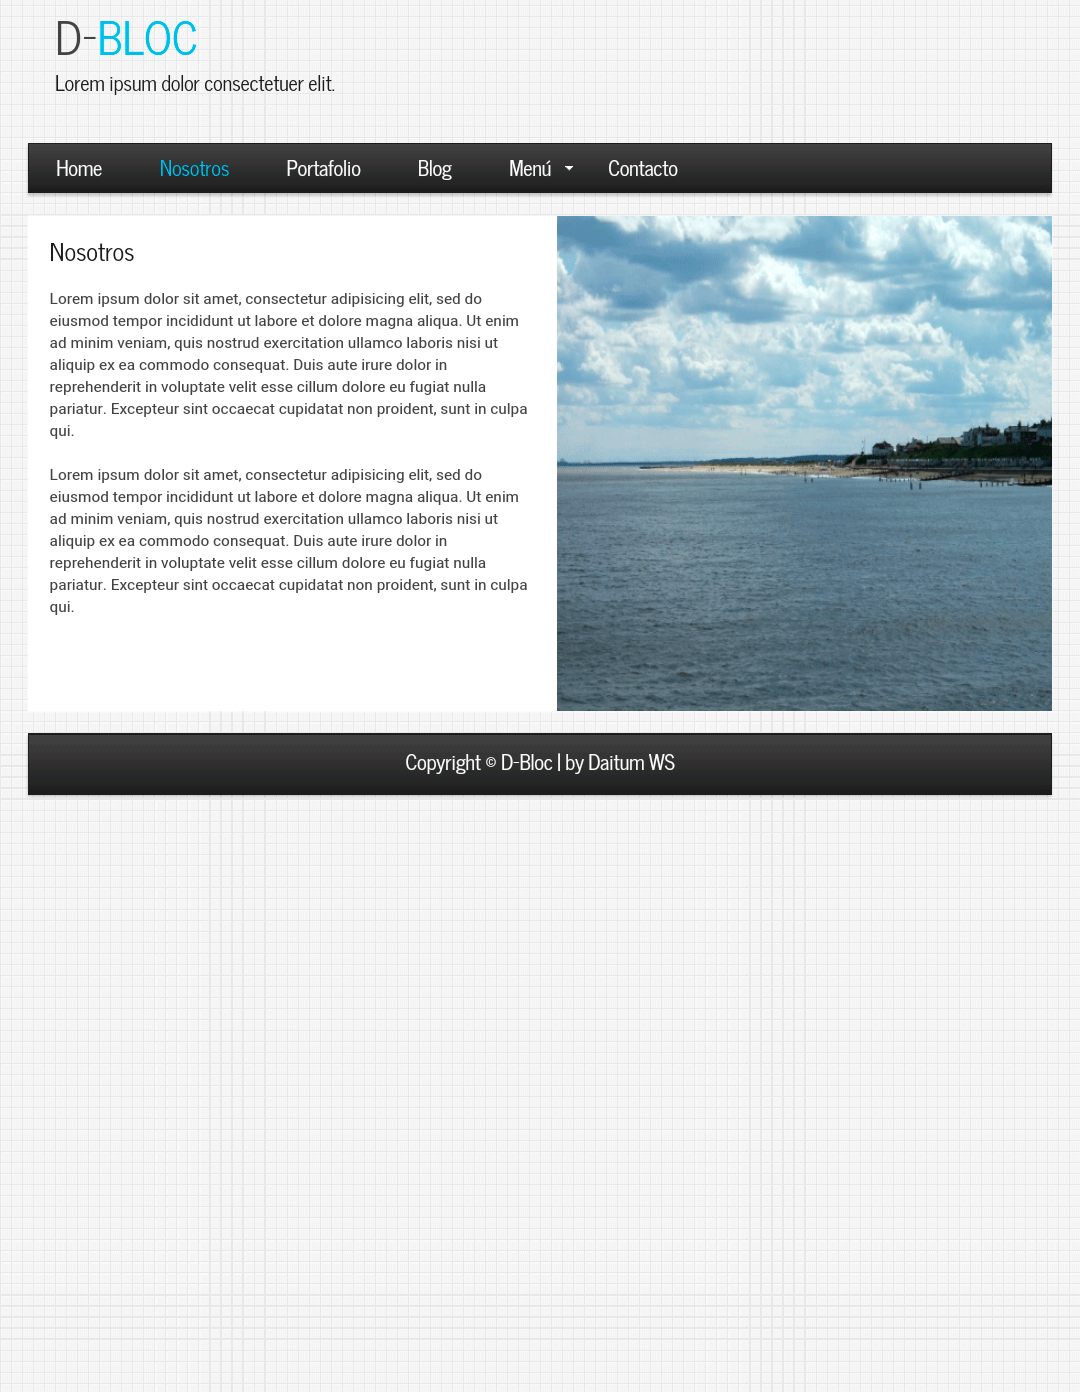 D-BLOC
Lorem ipsum dolor consectetuer elit.
Home Nosotros Portafolio Blog Menú Contacto
Nosotros
Lorem ipsum dolor sit amet, consectetur adipisicing elit, sed do
eiusmod tempor incididunt ut labore et dolore magna aliqua. Ut enim
ad minim veniam, quis nostrud exercitation ullamco laboris nisi ut
aliquip ex ea commodo consequat. Duis aute irure dolor in
reprehenderit in voluptate velit esse cillum dolore eu fugiat nulla
pariatur. Excepteur sint occaecat cupidatat non proident, sunt in culpa
qui.
Lorem ipsum dolor sit amet, consectetur adipisicing elit, sed do
eiusmod tempor incididunt ut labore et dolore magna aliqua. Ut enim
ad minim veniam, quis nostrud exercitation ullamco laboris nisi ut
aliquip ex ea commodo consequat. Duis aute irure dolor in
reprehenderit in voluptate velit esse cillum dolore eu fugiat nulla
pariatur. Excepteur sint occaecat cupidatat non proident, sunt in culpa
qui.
Copyright © D-Bloc | by Daitum WS